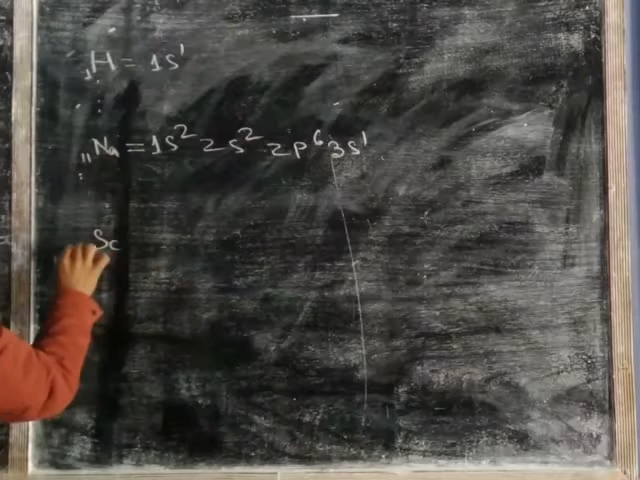 ₁H = 1s¹
₁₁Na = 1s² 2s² 2p⁶ 3s¹
Sc